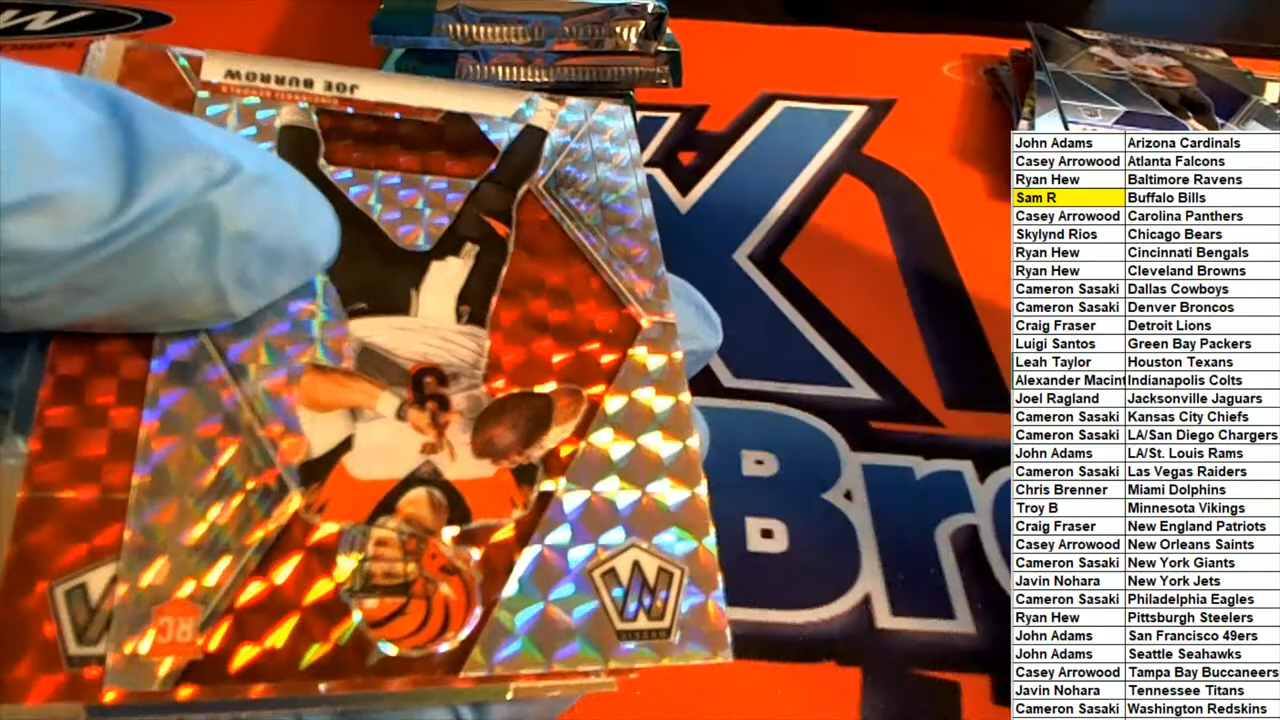 JOE BURROW
CINCINNATI BENGALS
RC
MOSAIC
K
Br
John Adams Arizona Cardinals
Casey Arrowood Atlanta Falcons
Ryan Hew Baltimore Ravens
Sam R Buffalo Bills
Casey Arrowood Carolina Panthers
Skylynd Rios Chicago Bears
Ryan Hew Cincinnati Bengals
Ryan Hew Cleveland Browns
Cameron Sasaki Dallas Cowboys
Cameron Sasaki Denver Broncos
Craig Fraser Detroit Lions
Luigi Santos Green Bay Packers
Leah Taylor Houston Texans
Alexander Macint Indianapolis Colts
Joel Ragland Jacksonville Jaguars
Cameron Sasaki Kansas City Chiefs
Cameron Sasaki LA/San Diego Chargers
John Adams LA/St. Louis Rams
Cameron Sasaki Las Vegas Raiders
Chris Brenner Miami Dolphins
Troy B Minnesota Vikings
Craig Fraser New England Patriots
Casey Arrowood New Orleans Saints
Cameron Sasaki New York Giants
Javin Nohara New York Jets
Cameron Sasaki Philadelphia Eagles
Ryan Hew Pittsburgh Steelers
John Adams San Francisco 49ers
John Adams Seattle Seahawks
Casey Arrowood Tampa Bay Buccaneers
Javin Nohara Tennessee Titans
Cameron Sasaki Washington Redskins